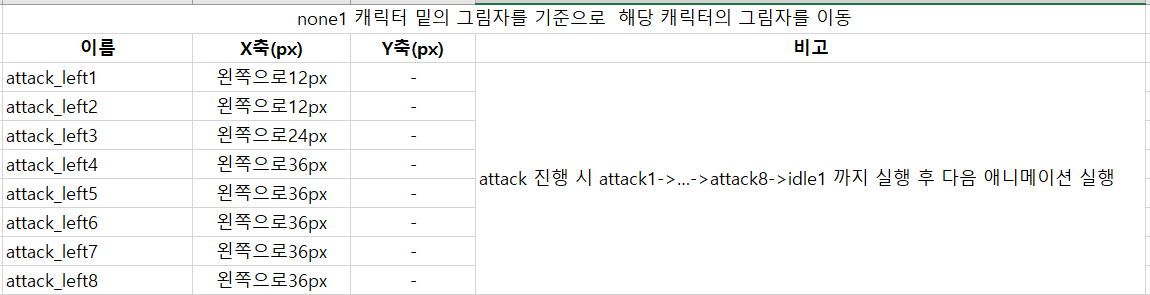 none1 캐릭터 밑의 그림자를 기준으로  해당 캐릭터의 그림자를 이동
이름 X축(px) Y축(px) 비고
attack_left1 왼쪽으로12px -
attack_left2 왼쪽으로12px -
attack_left3 왼쪽으로24px -
attack_left4 왼쪽으로36px -
attack 진행 시 attack1->...->attack8->idle1 까지 실행 후 다음 애니메이션 실행
attack_left5 왼쪽으로36px -
attack_left6 왼쪽으로36px -
attack_left7 왼쪽으로36px -
attack_left8 왼쪽으로36px -